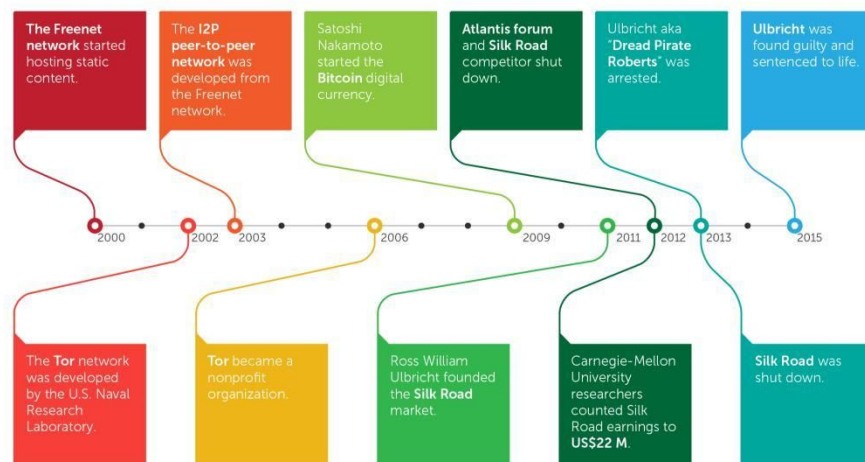 The Freenet
network started
hosting static
content.
The I2P
peer-to-peer
network was
developed from
the Freenet
network.
Satoshi
Nakamoto
started the
Bitcoin digital
currency.
Atlantis forum
and Silk Road
competitor shut
down.
Ulbricht aka
"Dread Pirate
Roberts" was
arrested.
Ulbricht was
found guilty and
sentenced to life.
2000
2002
2003
2006
2009
2011
2012
2013
2015
The Tor network
was developed
by the U.S. Naval
Research
Laboratory.
Tor became a
nonprofit
organization.
Ross William
Ulbricht founded
the Silk Road
market.
Carnegie-Mellon
University
researchers
counted Silk
Road earnings to
US$22 M.
Silk Road was
shut down.